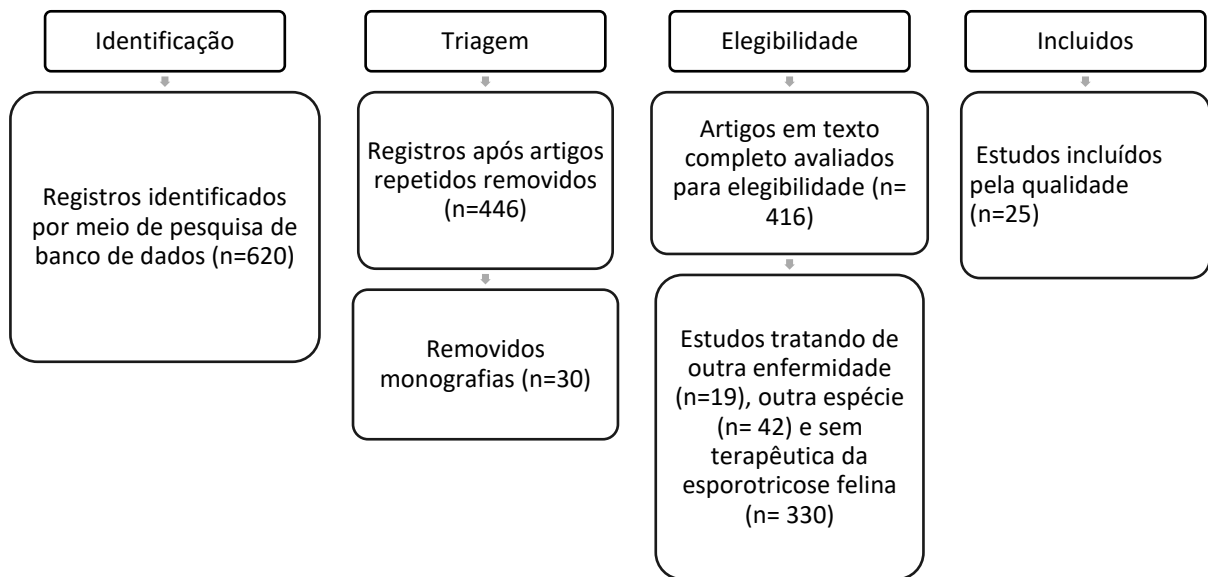 Identificação
Registros identificados
por meio de pesquisa de
banco de dados (n=620)
Triagem
Registros após artigos
repetidos removidos
(n=446)
Removidos
monografias (n=30)
Elegibilidade
Artigos em texto
completo avaliados
para elegibilidade (n=
416)
Estudos tratando de
outra enfermidade
(n=19), outra espécie
(n= 42) e sem
terapêutica da
esporotricose felina
(n= 330)
Incluidos
Estudos incluídos
pela qualidade
(n=25)